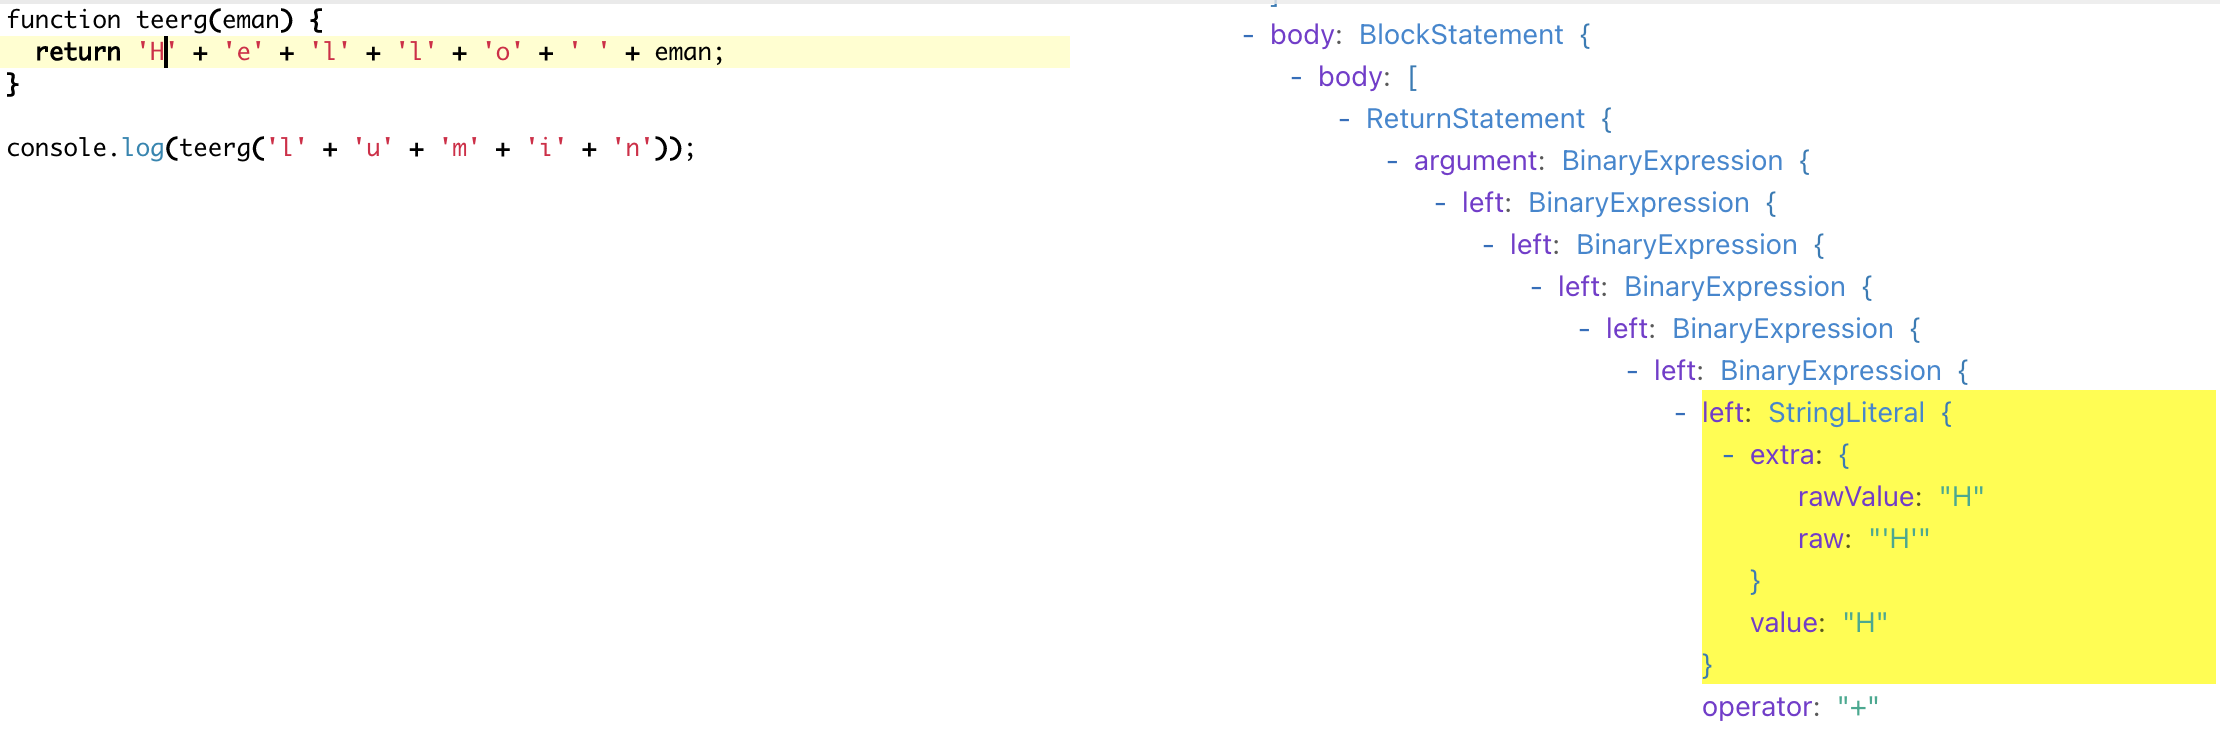 function teerg(eman) {
return 'H' + 'e' + 'l' + 'l' + 'o' + ' ' + eman;
}
console.log(teerg('l' + 'u' + 'm' + 'i' + 'n'));
- body: BlockStatement {
- body: [
- ReturnStatement {
- argument: BinaryExpression {
- left: BinaryExpression {
- left: BinaryExpression {
- left: BinaryExpression {
- left: BinaryExpression {
- left: BinaryExpression {
- left: StringLiteral {
- extra: {
rawValue: "H"
raw: "'H'"
}
value: "H"
}
operator: "+"